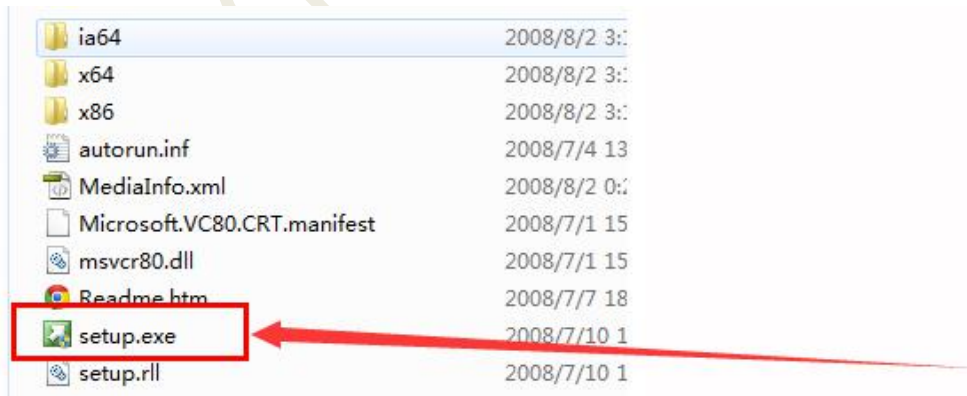 ia64 2008/8/2 3:1
x64 2008/8/2 3:1
x86 2008/8/2 3:
autorun.inf 2008/7/4 13
MediaInfo.xml 2008/8/2 0:2
Microsoft.VC80.CRT.manifest 2008/7/1 15
msvcr80.dll 2008/7/1 15
Readme.htm 2008/7/7 18
setup.exe 2008/7/10 1
setup.rll 2008/7/10 1